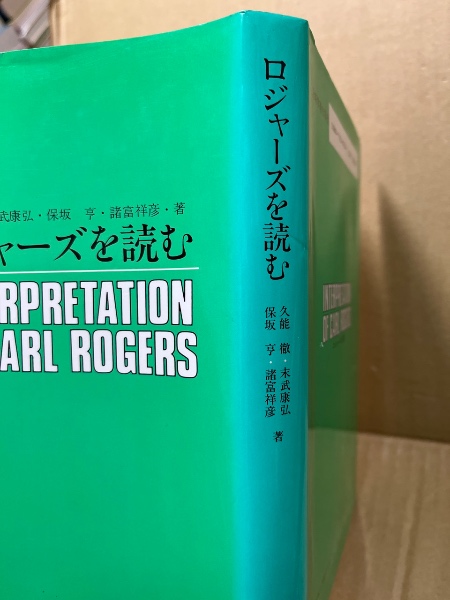 武康弘・保坂　亨・諸富祥彦・著
ャーズを読む
RPRETATION
ARL ROGERS
ロジャーズを読む
久能　徹・末武康弘
保坂　亨・諸富祥彦
著